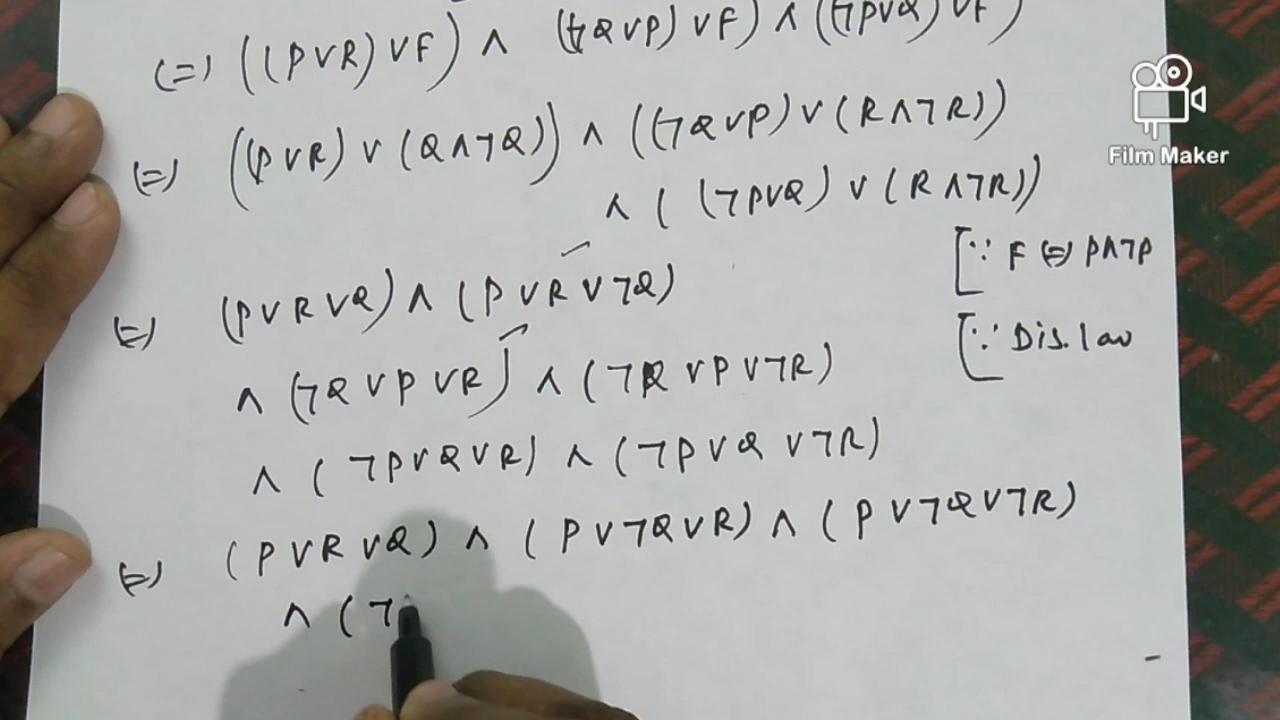 (=) ((P∨R)∨F) ∧ ((¬Q∨P)∨F) ∧ ((¬P∨Q)∨F)
(=) ((P∨R) ∨ (Q∧¬Q)) ∧ ((¬Q∨P) ∨ (R∧¬R))
∧ ( (¬P∨Q) ∨ (R∧¬R))
[∵ F (=) P∧¬P
(=) (P∨R∨Q) ∧ (P∨R∨¬Q)
[∵ Dis. law
∧ (¬Q∨P∨R) ∧ (¬Q∨P∨¬R)
∧ (¬P∨Q∨R) ∧ (¬P∨Q∨¬R)
(=) (P∨R∨Q) ∧ (P∨¬Q∨R) ∧ (P∨¬Q∨¬R)
∧ (¬
Film Maker